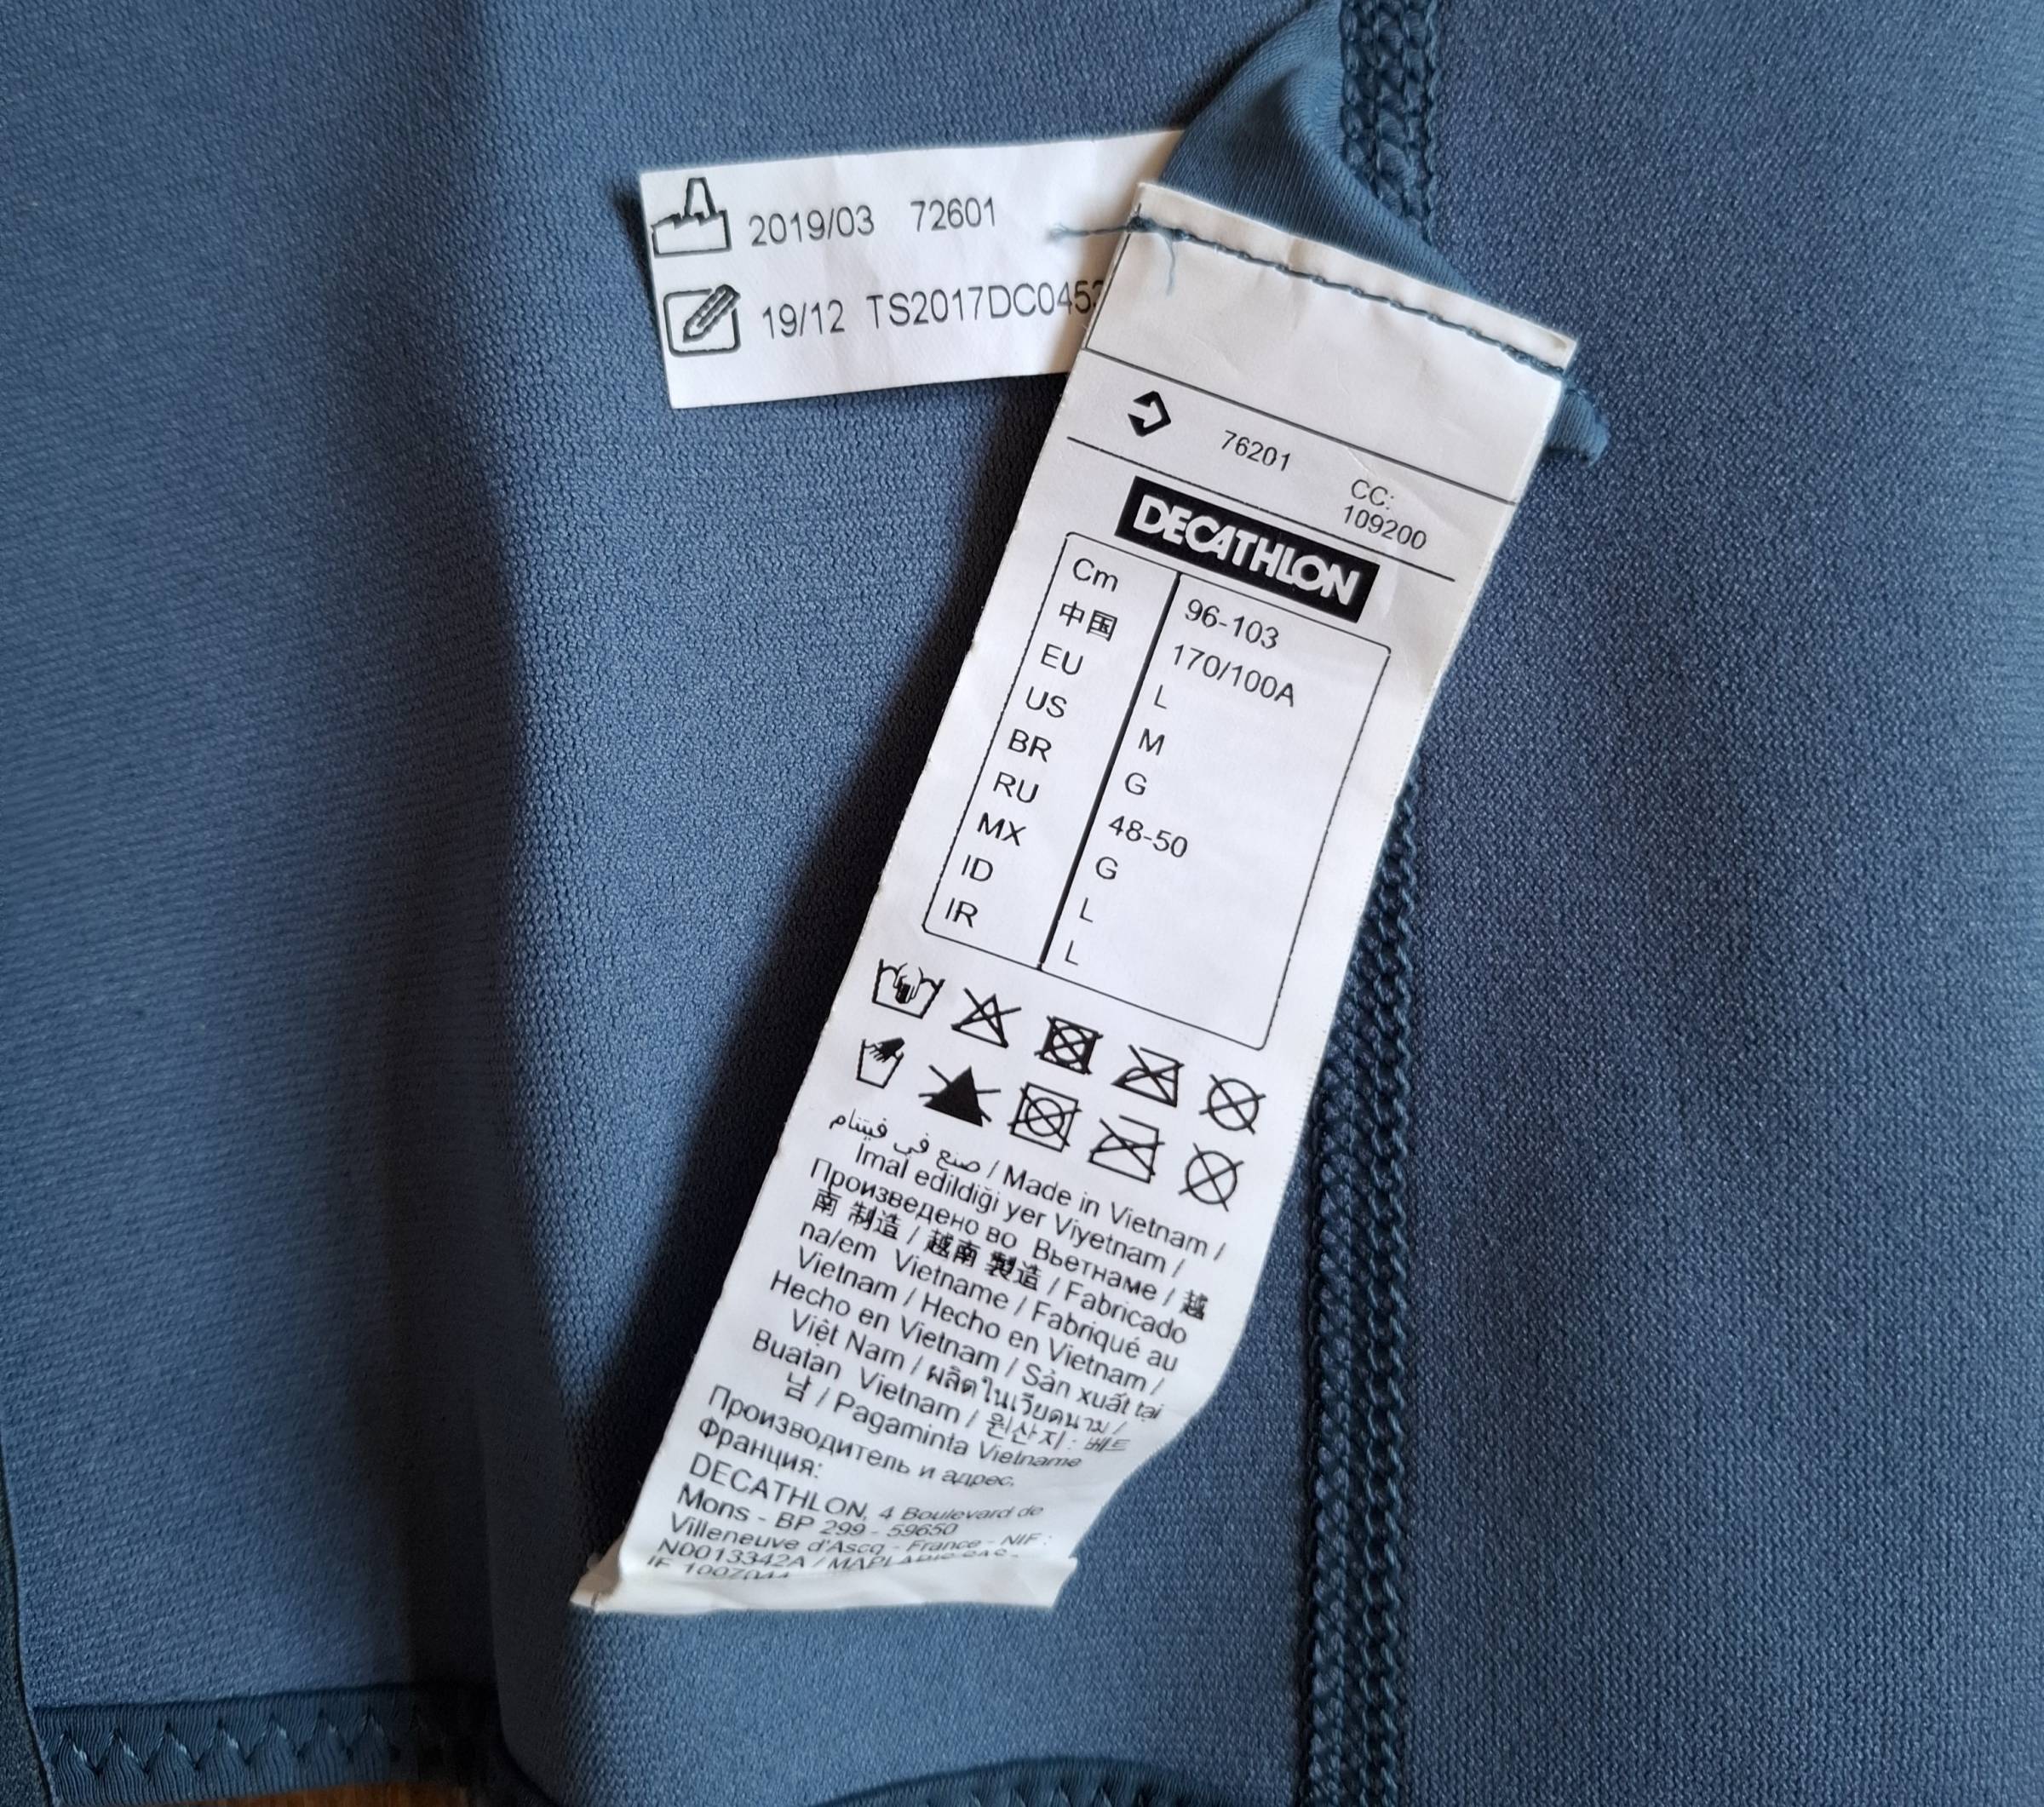 2019/03 72601
19/12 TS2017DC045
76201 CC:
109200
DECATHLON
Cm 96-103
中国 170/100A
EU L
US M
BR G
RU 48-50
MX G
ID L
IR L
صنع في فيتنام / Made in Vietnam /
İmal edildiği yer Viyetnam /
Произведено во Вьетнаме / 越
南 制造 / 越南 製造 / Fabricado
na/em Vietname / Fabriqué au
Vietnam / Hecho en Vietnam /
Hecho en Vietnam / Sản xuất tại
Việt Nam / ผลิตในเวียดนาม /
Buatan Vietnam / 원산지 : 베트
남 / Pagaminta Vietname
Производитель и адрес,
Франция:
DECATHLON, 4 Boulevard de
Mons - BP 299 - 59650
Villeneuve d'Ascq - France - NIF :
N0013342A /